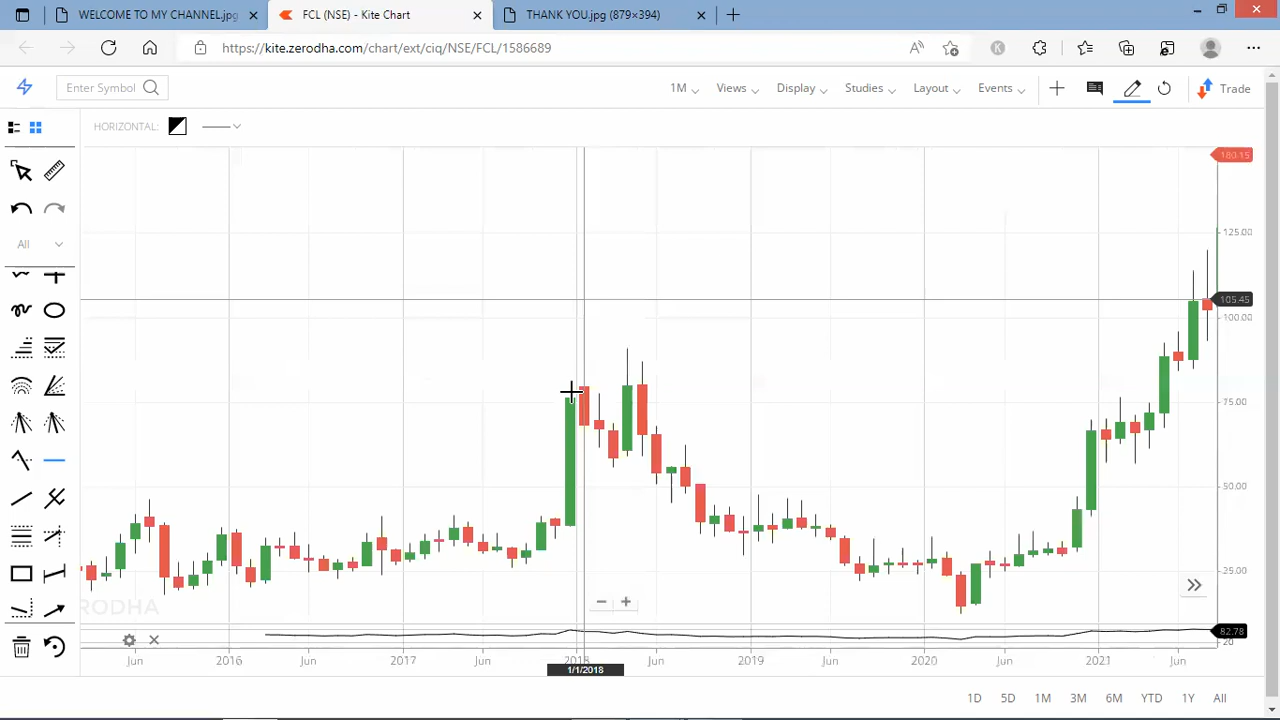 WELCOME TO MY CHANNEL.jpg
FCL (NSE) - Kite Chart
THANK YOU.jpg (879×394)
https://kite.zerodha.com/chart/ext/ciq/NSE/FCL/1586689
K
Enter Symbol
1M
Views
Display
Studies
Layout
Events
Trade
HORIZONTAL:
All
180.15
125.00
105.45
100.00
75.00
50.00
25.00
RODHA
82.78
20
Jun 2016 Jun 2017 Jun 2018 Jun 2019 Jun 2020 Jun 2021 Jun
1/1/2018
1D 5D 1M 3M 6M YTD 1Y All